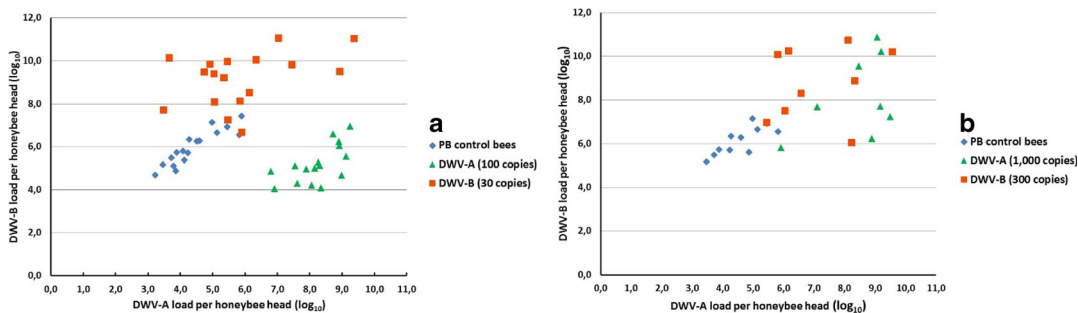 12,0
10,0
8,0
6,0
4,0
2,0
0,0
DWV-B load per honeybee head (log10)
0,0 1,0 2,0 3,0 4,0 5,0 6,0 7,0 8,0 9,0 10,0 11,0
DWV-A load per honeybee head (log10)
a
PB control bees
DWV-A (100 copies)
DWV-B (30 copies)
12,0
10,0
8,0
6,0
4,0
2,0
0,0
DWV-B load per honeybee head (log10)
0,0 1,0 2,0 3,0 4,0 5,0 6,0 7,0 8,0 9,0 10,0 11,0
DWV-A load per honeybee head (log10)
b
PB control bees
DWV-A (1,000 copies)
DWV-B (300 copies)